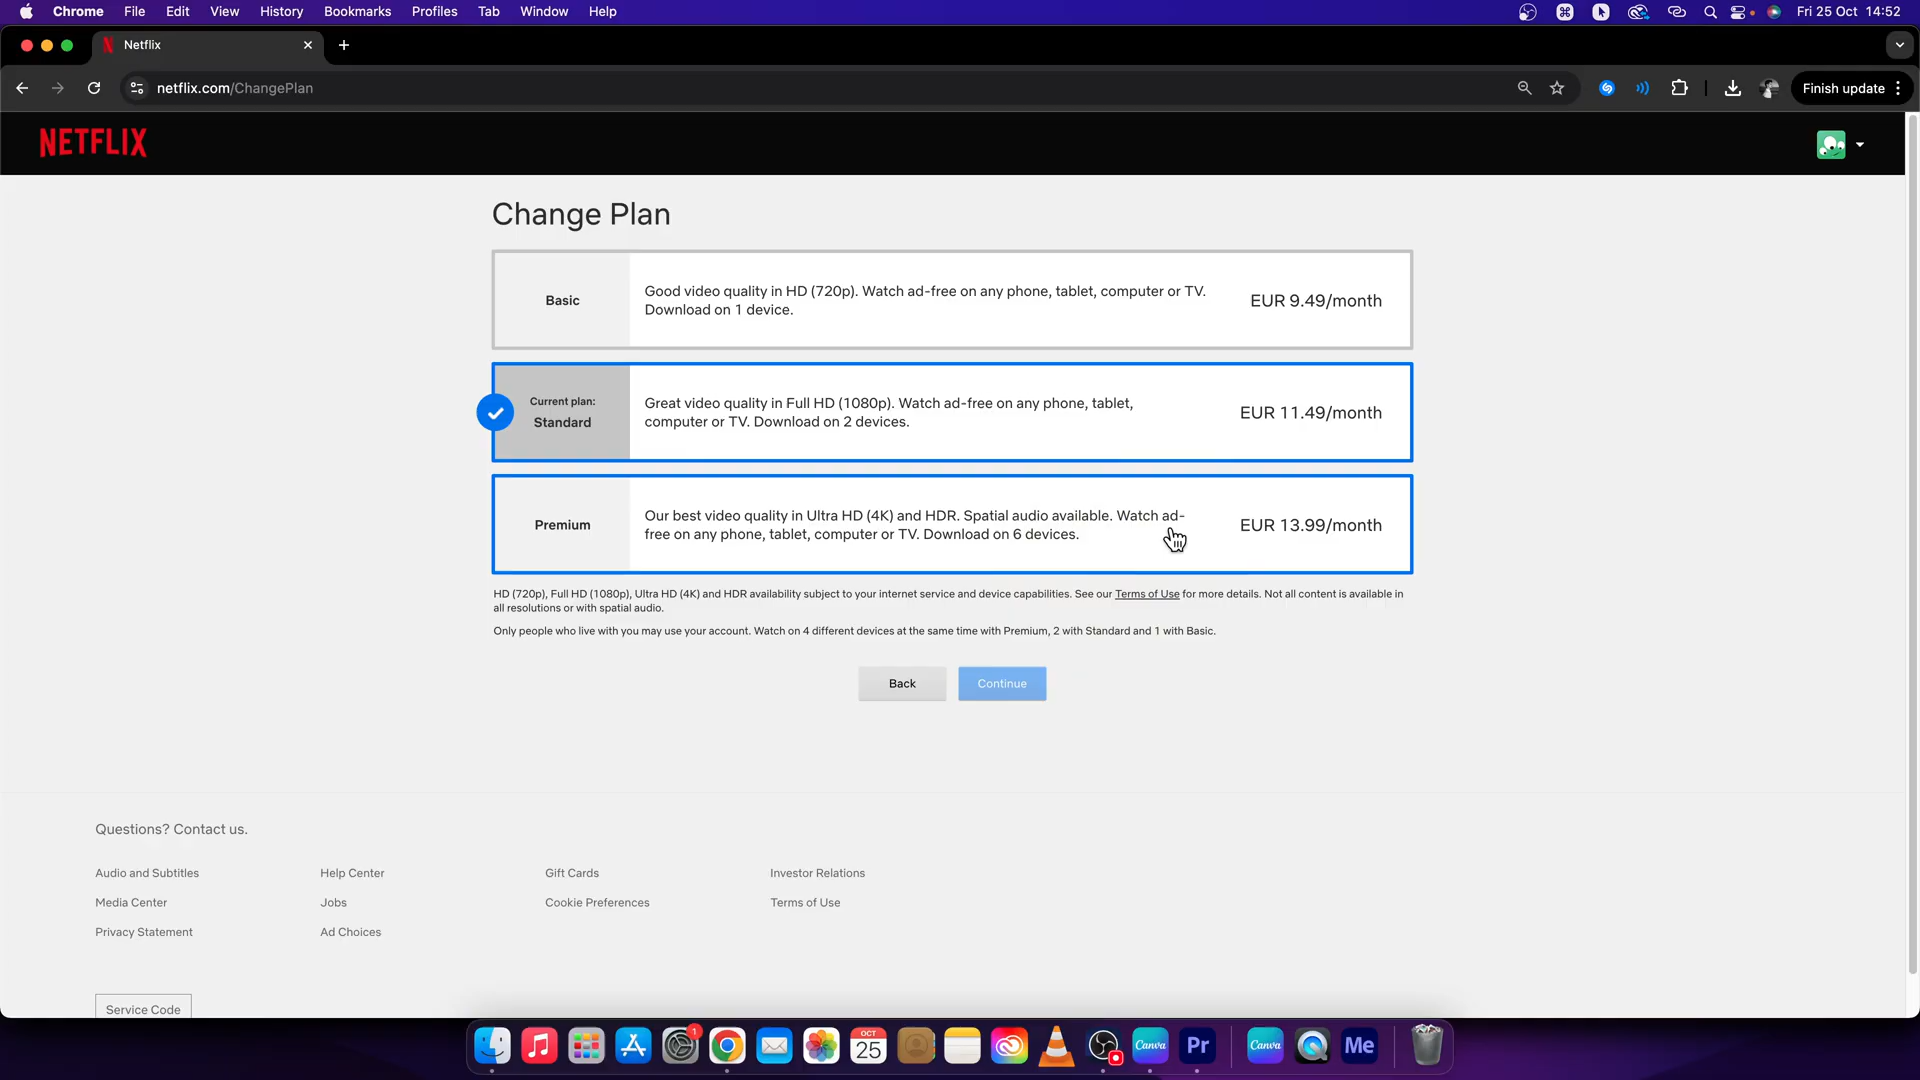 Chrome File Edit View History Bookmarks Profiles Tab Window Help
Fri 25 Oct 14:52
Netflix
netflix.com/ChangePlan
Finish update
NETFLIX
Change Plan
Basic
Good video quality in HD (720p). Watch ad-free on any phone, tablet, computer or TV.
Download on 1 device.
EUR 9.49/month
Current plan:
Standard
Great video quality in Full HD (1080p). Watch ad-free on any phone, tablet,
computer or TV. Download on 2 devices.
EUR 11.49/month
Premium
Our best video quality in Ultra HD (4K) and HDR. Spatial audio available. Watch ad-
free on any phone, tablet, computer or TV. Download on 6 devices.
EUR 13.99/month
HD (720p), Full HD (1080p), Ultra HD (4K) and HDR availability subject to your internet service and device capabilities. See our Terms of Use for more details. Not all content is available in
all resolutions or with spatial audio.
Only people who live with you may use your account. Watch on 4 different devices at the same time with Premium, 2 with Standard and 1 with Basic.
Back
Continue
Questions? Contact us.
Audio and Subtitles
Help Center
Gift Cards
Investor Relations
Media Center
Jobs
Cookie Preferences
Terms of Use
Privacy Statement
Ad Choices
Service Code
1
OCT
25
Canva
Pr
Canva
Me